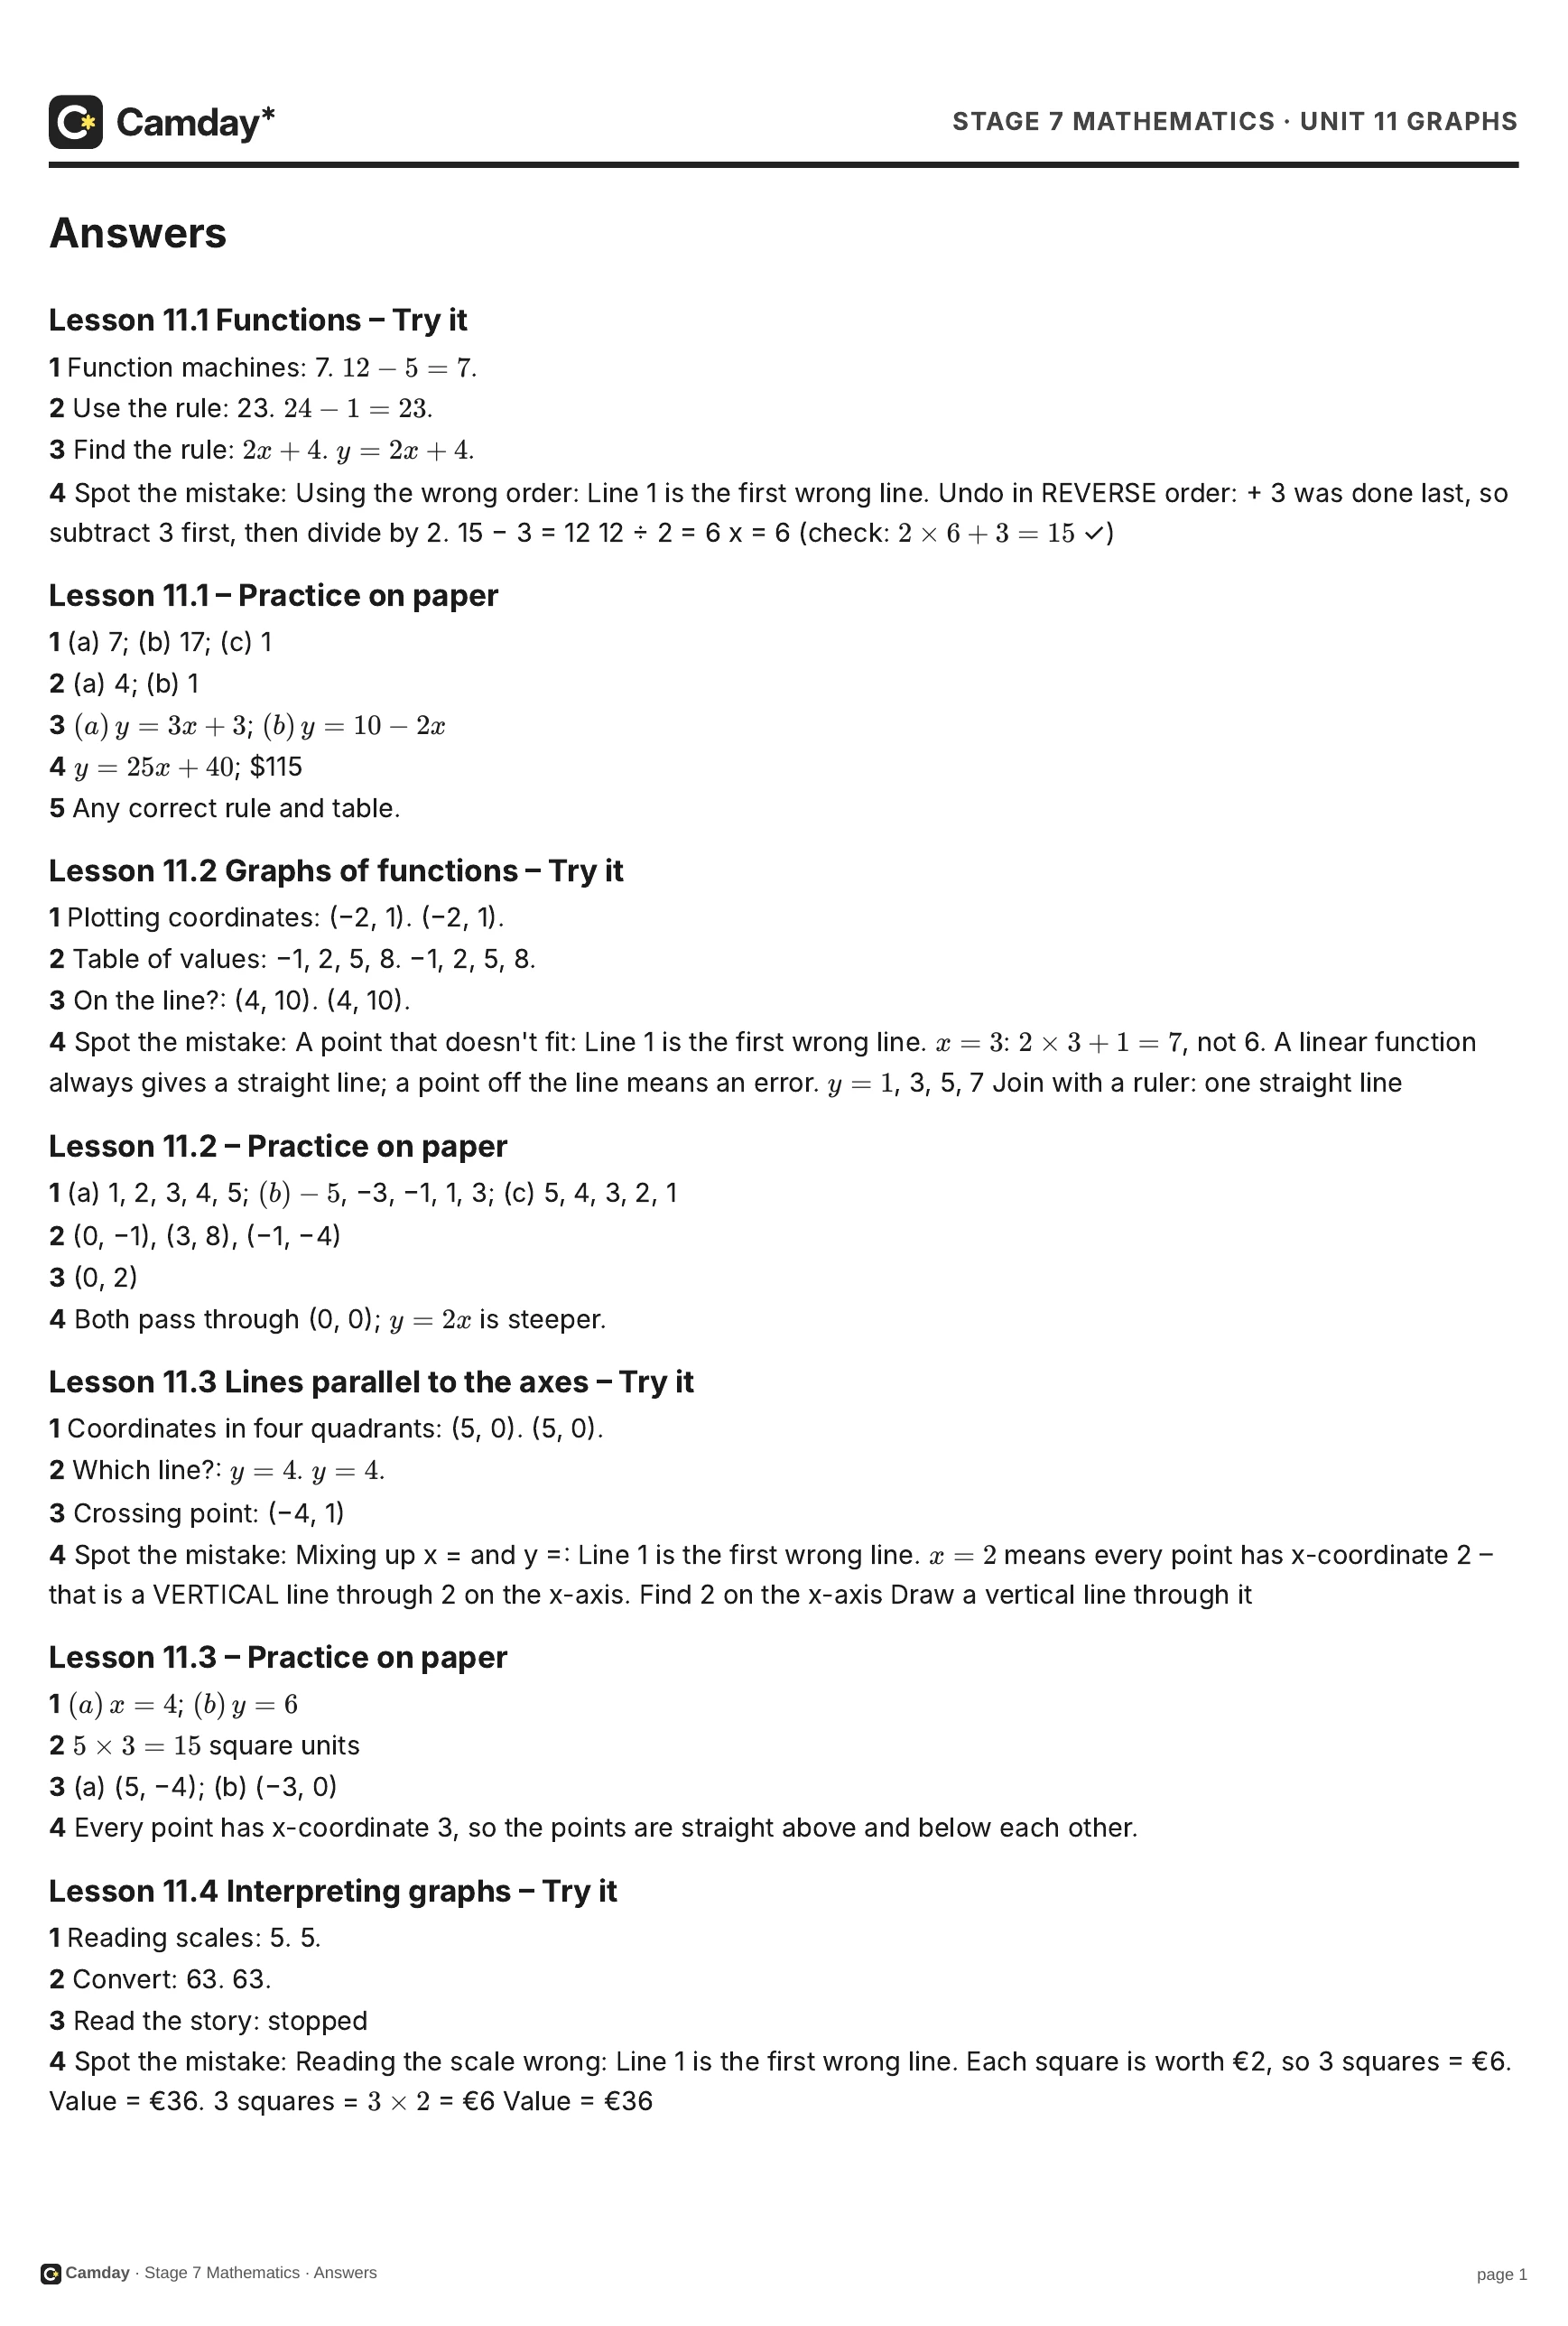 Camday*
STAGE 7 MATHEMATICS · UNIT 11 GRAPHS
Answers
Lesson 11.1 Functions – Try it
1 Function machines: 7. 12 − 5 = 7.
2 Use the rule: 23. 24 − 1 = 23.
3 Find the rule: 2x + 4. y = 2x + 4.
4 Spot the mistake: Using the wrong order: Line 1 is the first wrong line. Undo in REVERSE order: + 3 was done last, so
subtract 3 first, then divide by 2. 15 − 3 = 12 12 ÷ 2 = 6 x = 6 (check: 2 × 6 + 3 = 15 ✓)
Lesson 11.1 – Practice on paper
1 (a) 7; (b) 17; (c) 1
2 (a) 4; (b) 1
3 (a) y = 3x + 3; (b) y = 10 − 2x
4 y = 25x + 40; $115
5 Any correct rule and table.
Lesson 11.2 Graphs of functions – Try it
1 Plotting coordinates: (−2, 1). (−2, 1).
2 Table of values: −1, 2, 5, 8. −1, 2, 5, 8.
3 On the line?: (4, 10). (4, 10).
4 Spot the mistake: A point that doesn't fit: Line 1 is the first wrong line. x = 3: 2 × 3 + 1 = 7, not 6. A linear function
always gives a straight line; a point off the line means an error. y = 1, 3, 5, 7 Join with a ruler: one straight line
Lesson 11.2 – Practice on paper
1 (a) 1, 2, 3, 4, 5; (b) − 5, −3, −1, 1, 3; (c) 5, 4, 3, 2, 1
2 (0, −1), (3, 8), (−1, −4)
3 (0, 2)
4 Both pass through (0, 0); y = 2x is steeper.
Lesson 11.3 Lines parallel to the axes – Try it
1 Coordinates in four quadrants: (5, 0). (5, 0).
2 Which line?: y = 4. y = 4.
3 Crossing point: (−4, 1)
4 Spot the mistake: Mixing up x = and y =: Line 1 is the first wrong line. x = 2 means every point has x-coordinate 2 –
that is a VERTICAL line through 2 on the x-axis. Find 2 on the x-axis Draw a vertical line through it
Lesson 11.3 – Practice on paper
1 (a) x = 4; (b) y = 6
2 5 × 3 = 15 square units
3 (a) (5, −4); (b) (−3, 0)
4 Every point has x-coordinate 3, so the points are straight above and below each other.
Lesson 11.4 Interpreting graphs – Try it
1 Reading scales: 5. 5.
2 Convert: 63. 63.
3 Read the story: stopped
4 Spot the mistake: Reading the scale wrong: Line 1 is the first wrong line. Each square is worth €2, so 3 squares = €6.
Value = €36. 3 squares = 3 × 2 = €6 Value = €36
Camday · Stage 7 Mathematics · Answers
page 1